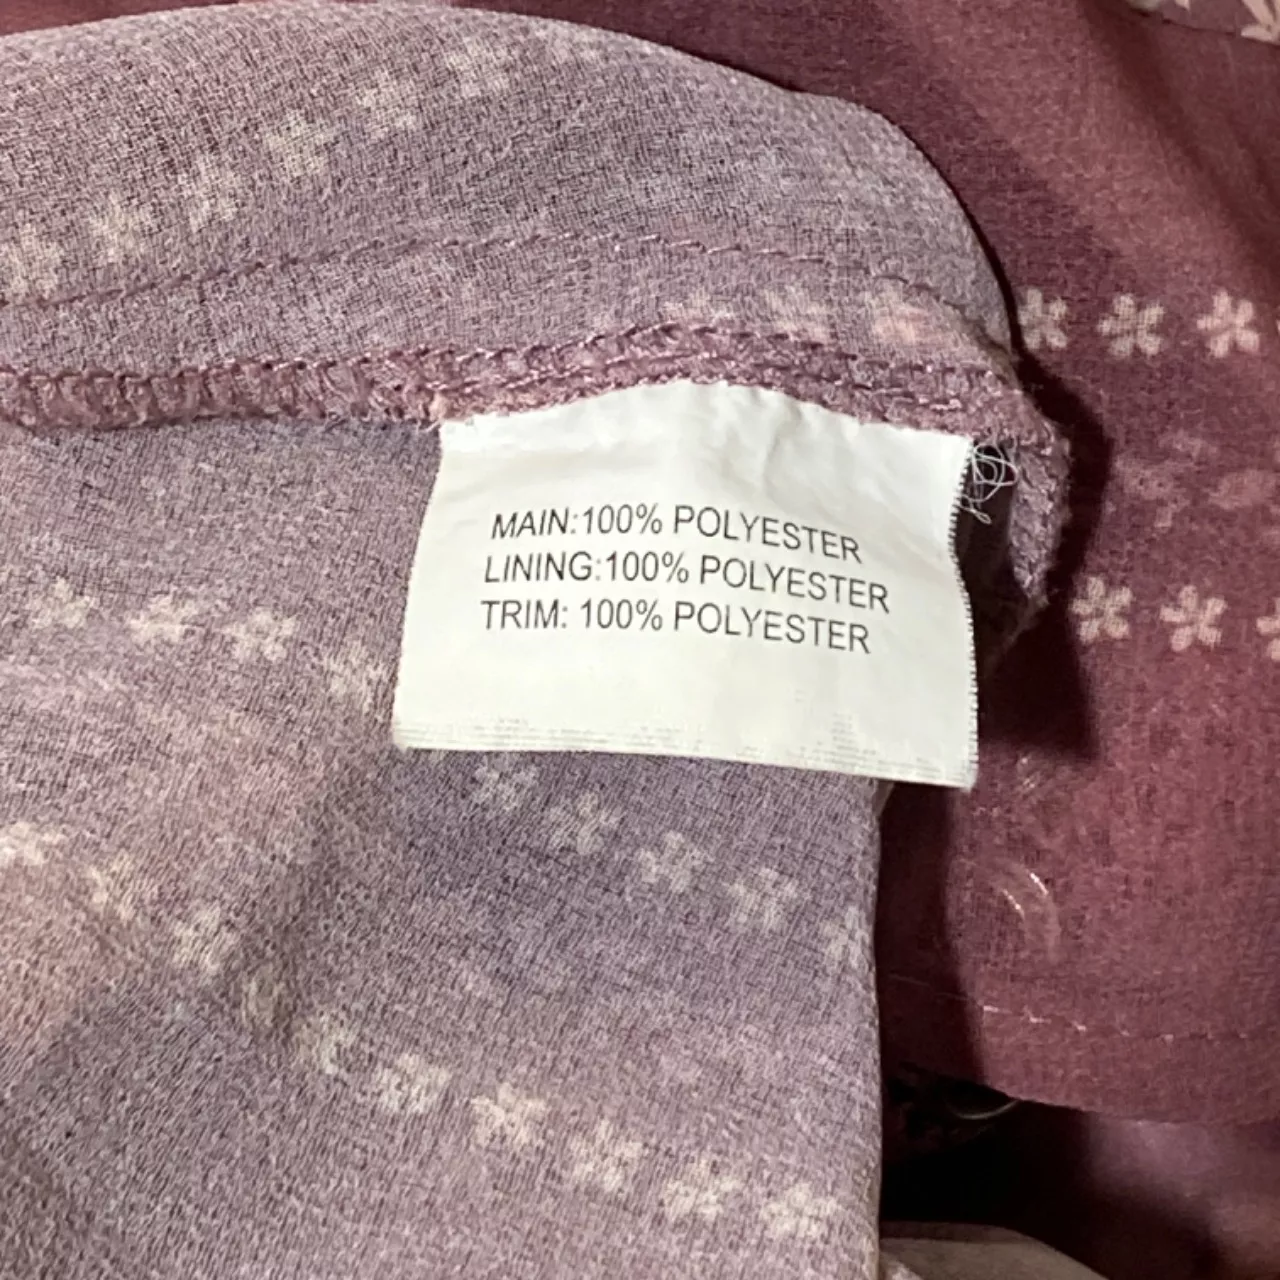 MAIN:100% POLYESTER
LINING:100% POLYESTER
TRIM: 100% POLYESTER